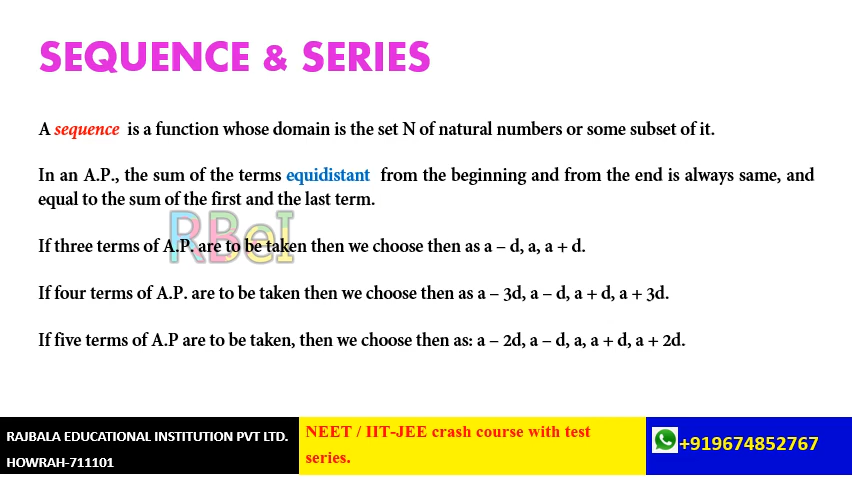 SEQUENCE & SERIES
A sequence is a function whose domain is the set N of natural numbers or some subset of it.
In an A.P., the sum of the terms equidistant from the beginning and from the end is always same, and
equal to the sum of the first and the last term.
RBeI
If three terms of A.P. are to be taken then we choose then as a – d, a, a + d.
If four terms of A.P. are to be taken then we choose then as a – 3d, a – d, a + d, a + 3d.
If five terms of A.P are to be taken, then we choose then as: a – 2d, a – d, a, a + d, a + 2d.
RAJBALA EDUCATIONAL INSTITUTION PVT LTD.
HOWRAH-711101
NEET / IIT-JEE crash course with test
series.
+919674852767